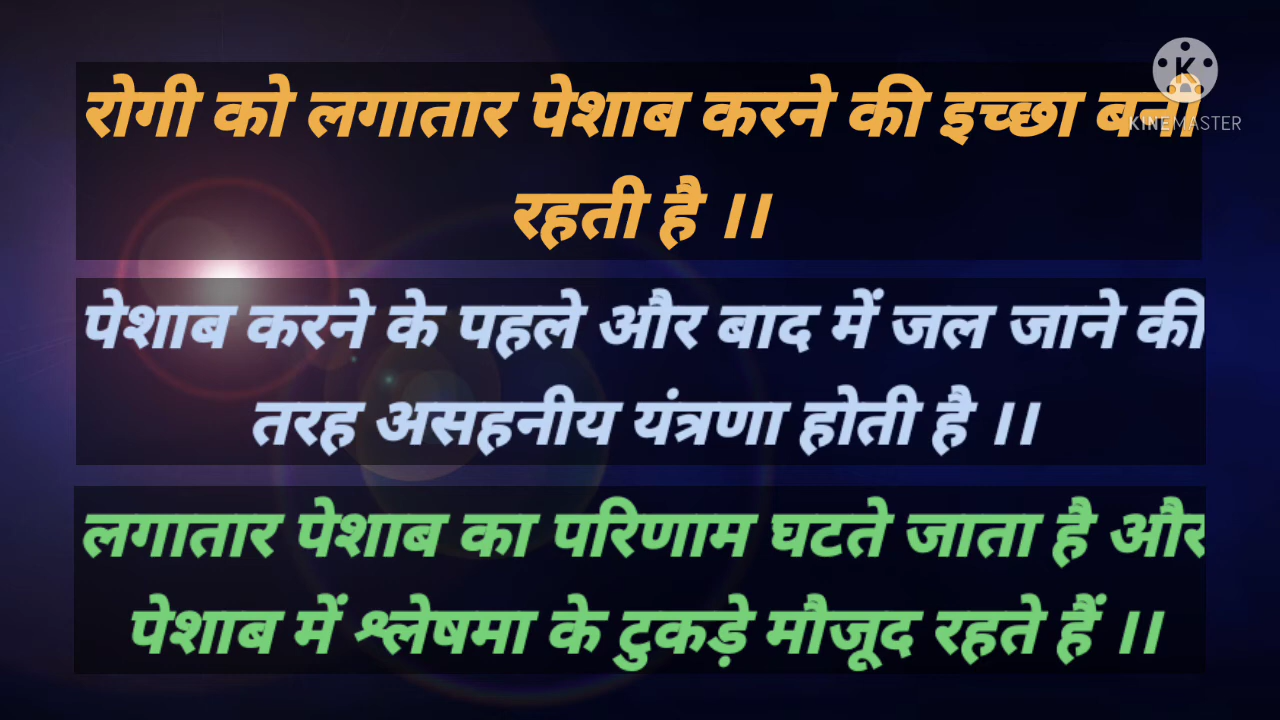 रोगी को लगातार पेशाब करने की इच्छा बनी
रहती है ।।
पेशाब करने के पहले और बाद में जल जाने की
तरह असहनीय यंत्रणा होती है ।।
लगातार पेशाब का परिणाम घटते जाता है और
पेशाब में श्लेषमा के टुकड़े मौजूद रहते हैं ।।
K
KINEMASTER